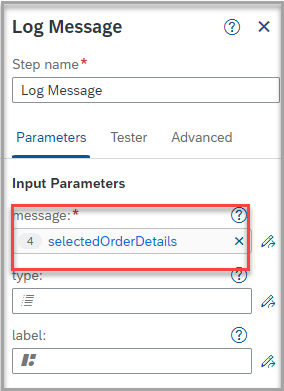 Log Message ? ×
Step name*
Log Message
Parameters Tester Advanced
Input Parameters
message:* ?
4 selectedOrderDetails ×
type: ?
label: ?